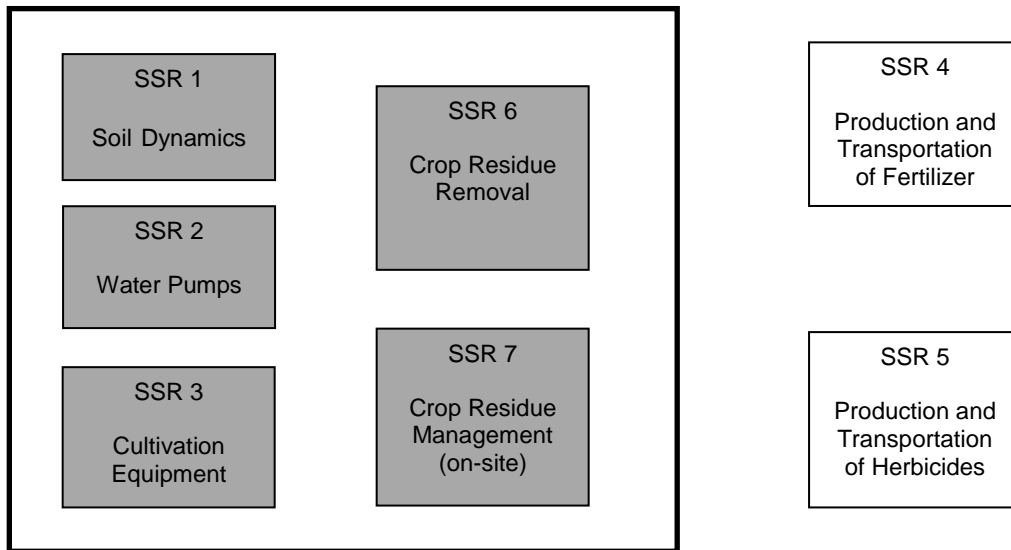 SSR 1
Soil Dynamics
SSR 2
Water Pumps
SSR 3
Cultivation
Equipment
SSR 6
Crop Residue
Removal
SSR 7
Crop Residue
Management
(on-site)
SSR 4
Production and
Transportation
of Fertilizer
SSR 5
Production and
Transportation
of Herbicides